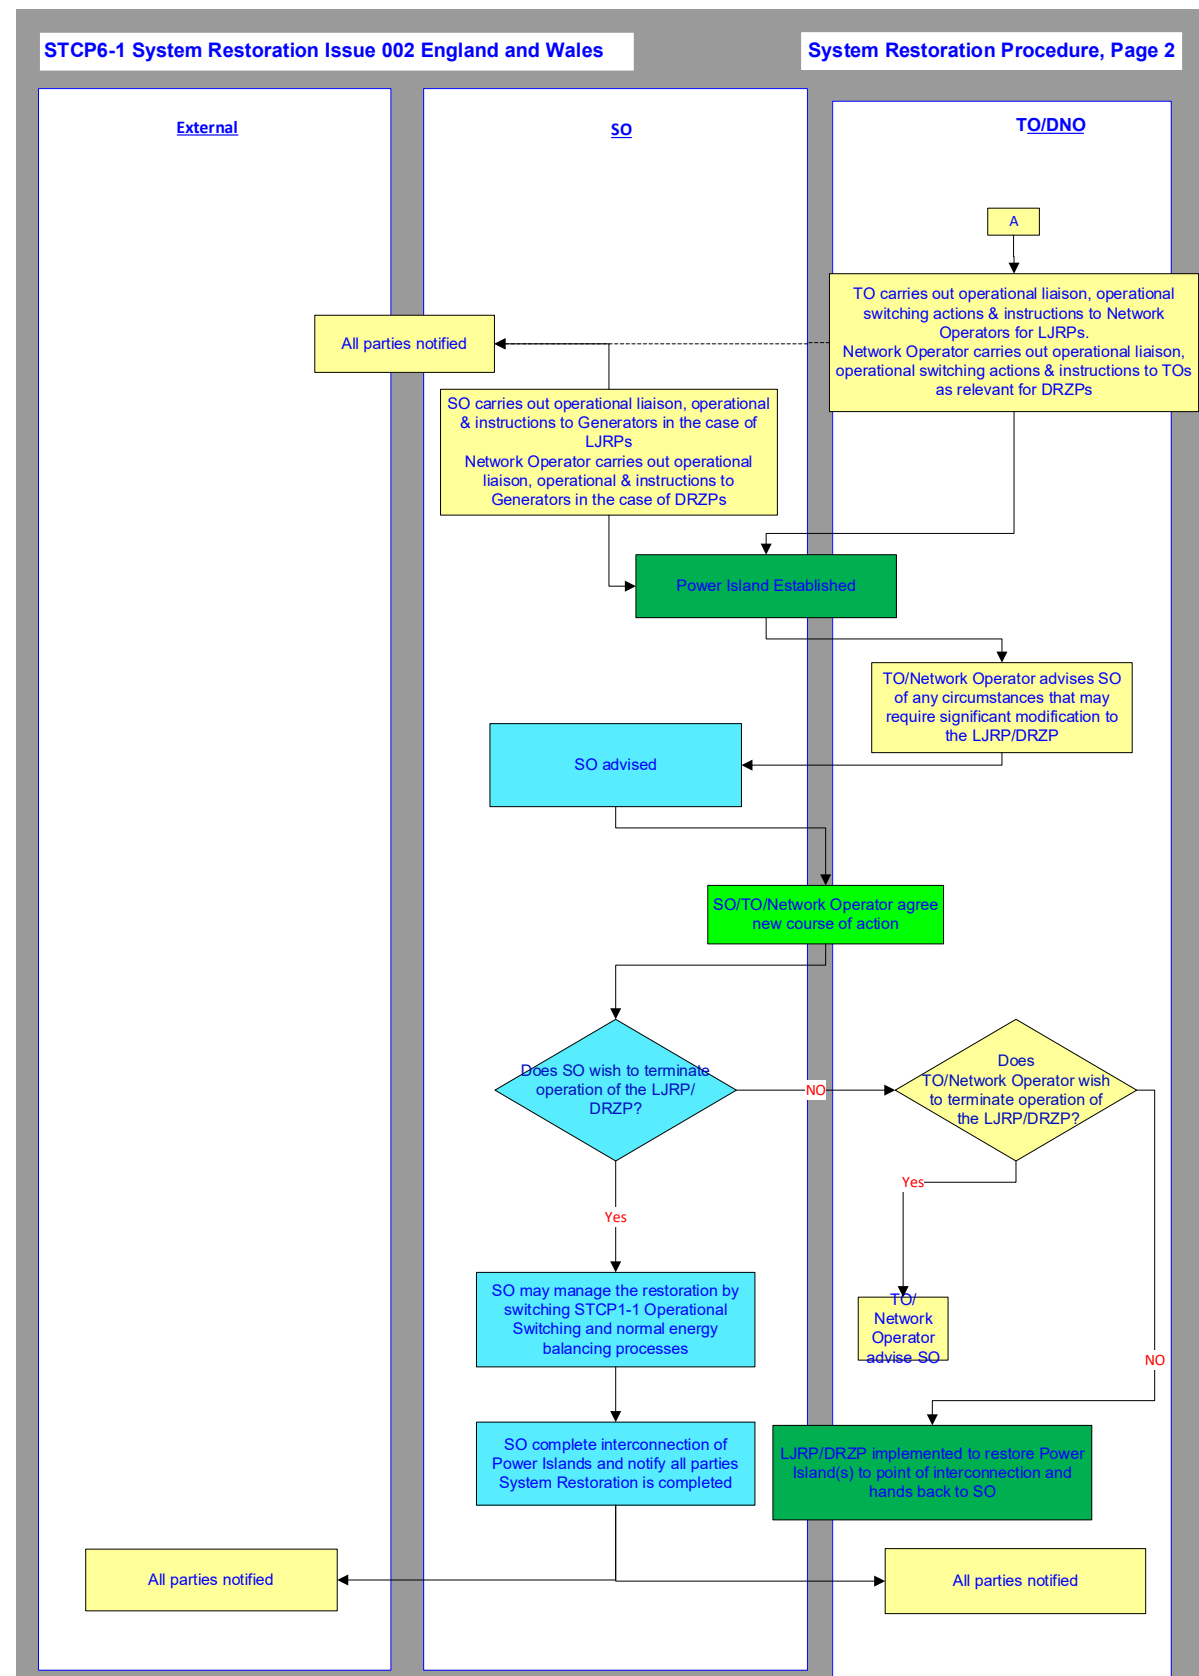 STCP6-1 System Restoration Issue 002 England and Wales
System Restoration Procedure, Page 2
External
SO
TO/DNO
A
TO carries out operational liaison, operational
switching actions & instructions to Network
Operators for LJRPs.
Network Operator carries out operational liaison,
operational switching actions & instructions to TOs
as relevant for DRZPs
All parties notified
SO carries out operational liaison, operational
& instructions to Generators in the case of
LJRPs
Network Operator carries out operational
liaison, operational & instructions to
Generators in the case of DRZPs
Power Island Established
TO/Network Operator advises SO
of any circumstances that may
require significant modification to
the LJRP/DRZP
SO advised
SO/TO/Network Operator agree
new course of action
Does SO wish to terminate
operation of the LJRP/
DRZP?
NO
Does
TO/Network Operator wish
to terminate operation of
the LJRP/DRZP?
Yes
Yes
SO may manage the restoration by
switching STCP1-1 Operational
Switching and normal energy
balancing processes
TO/
Network
Operator
advise SO
NO
SO complete interconnection of
Power Islands and notify all parties
System Restoration is completed
LJRP/DRZP implemented to restore Power
Island(s) to point of interconnection and
hands back to SO
All parties notified
All parties notified